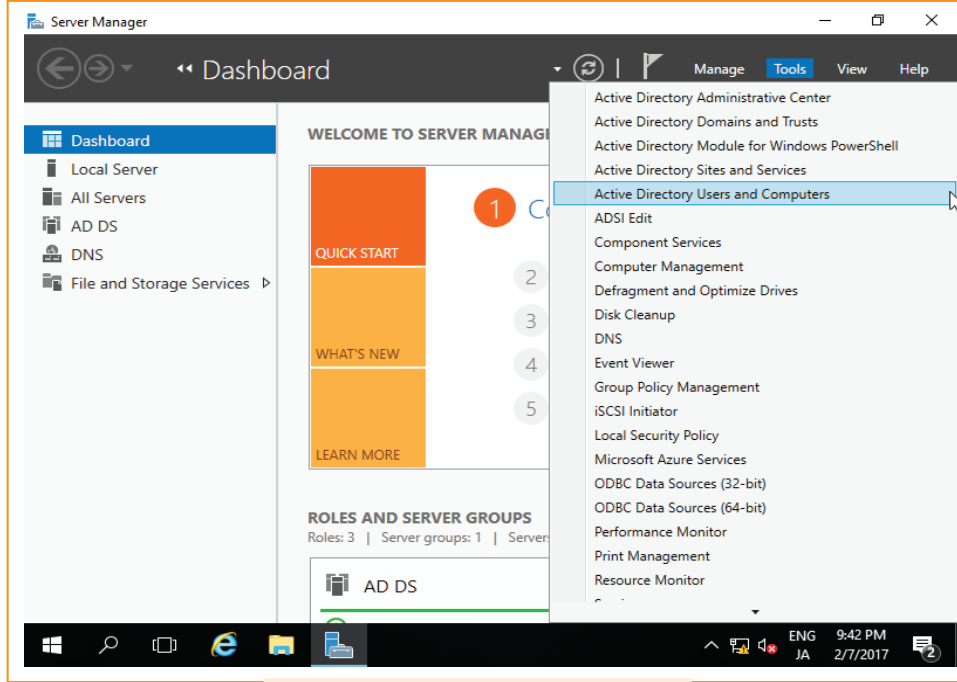 Server Manager
Dashboard
Manage Tools View Help
Dashboard
Local Server
All Servers
AD DS
DNS
File and Storage Services
WELCOME TO SERVER MANAGE
1
QUICK START
2
3
WHAT'S NEW
4
5
LEARN MORE
ROLES AND SERVER GROUPS
Roles: 3 | Server groups: 1 | Server
AD DS
Active Directory Administrative Center
Active Directory Domains and Trusts
Active Directory Module for Windows PowerShell
Active Directory Sites and Services
Active Directory Users and Computers
ADSI Edit
Component Services
Computer Management
Defragment and Optimize Drives
Disk Cleanup
DNS
Event Viewer
Group Policy Management
iSCSI Initiator
Local Security Policy
Microsoft Azure Services
ODBC Data Sources (32-bit)
ODBC Data Sources (64-bit)
Performance Monitor
Print Management
Resource Monitor
ENG 9:42 PM
JA 2/7/2017
2